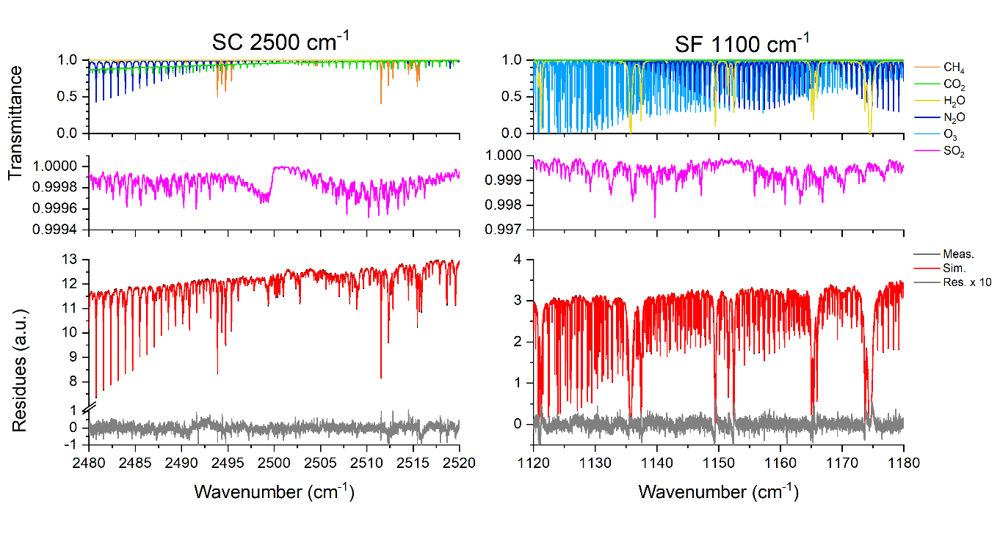 SC 2500 cm-1
SF 1100 cm-1
Transmittance
1.0
0.5
0.0
1.0
0.5
0.0
CH4
CO2
H2O
N2O
O3
SO2
1.0000
0.9998
0.9996
0.9994
1.000
0.999
0.998
0.997
Residues (a.u.)
13
12
11
10
9
8
1
0
-1
4
3
2
1
0
Meas.
Sim.
Res. x 10
2480 2485 2490 2495 2500 2505 2510 2515 2520
1120 1130 1140 1150 1160 1170 1180
Wavenumber (cm-1)
Wavenumber (cm-1)